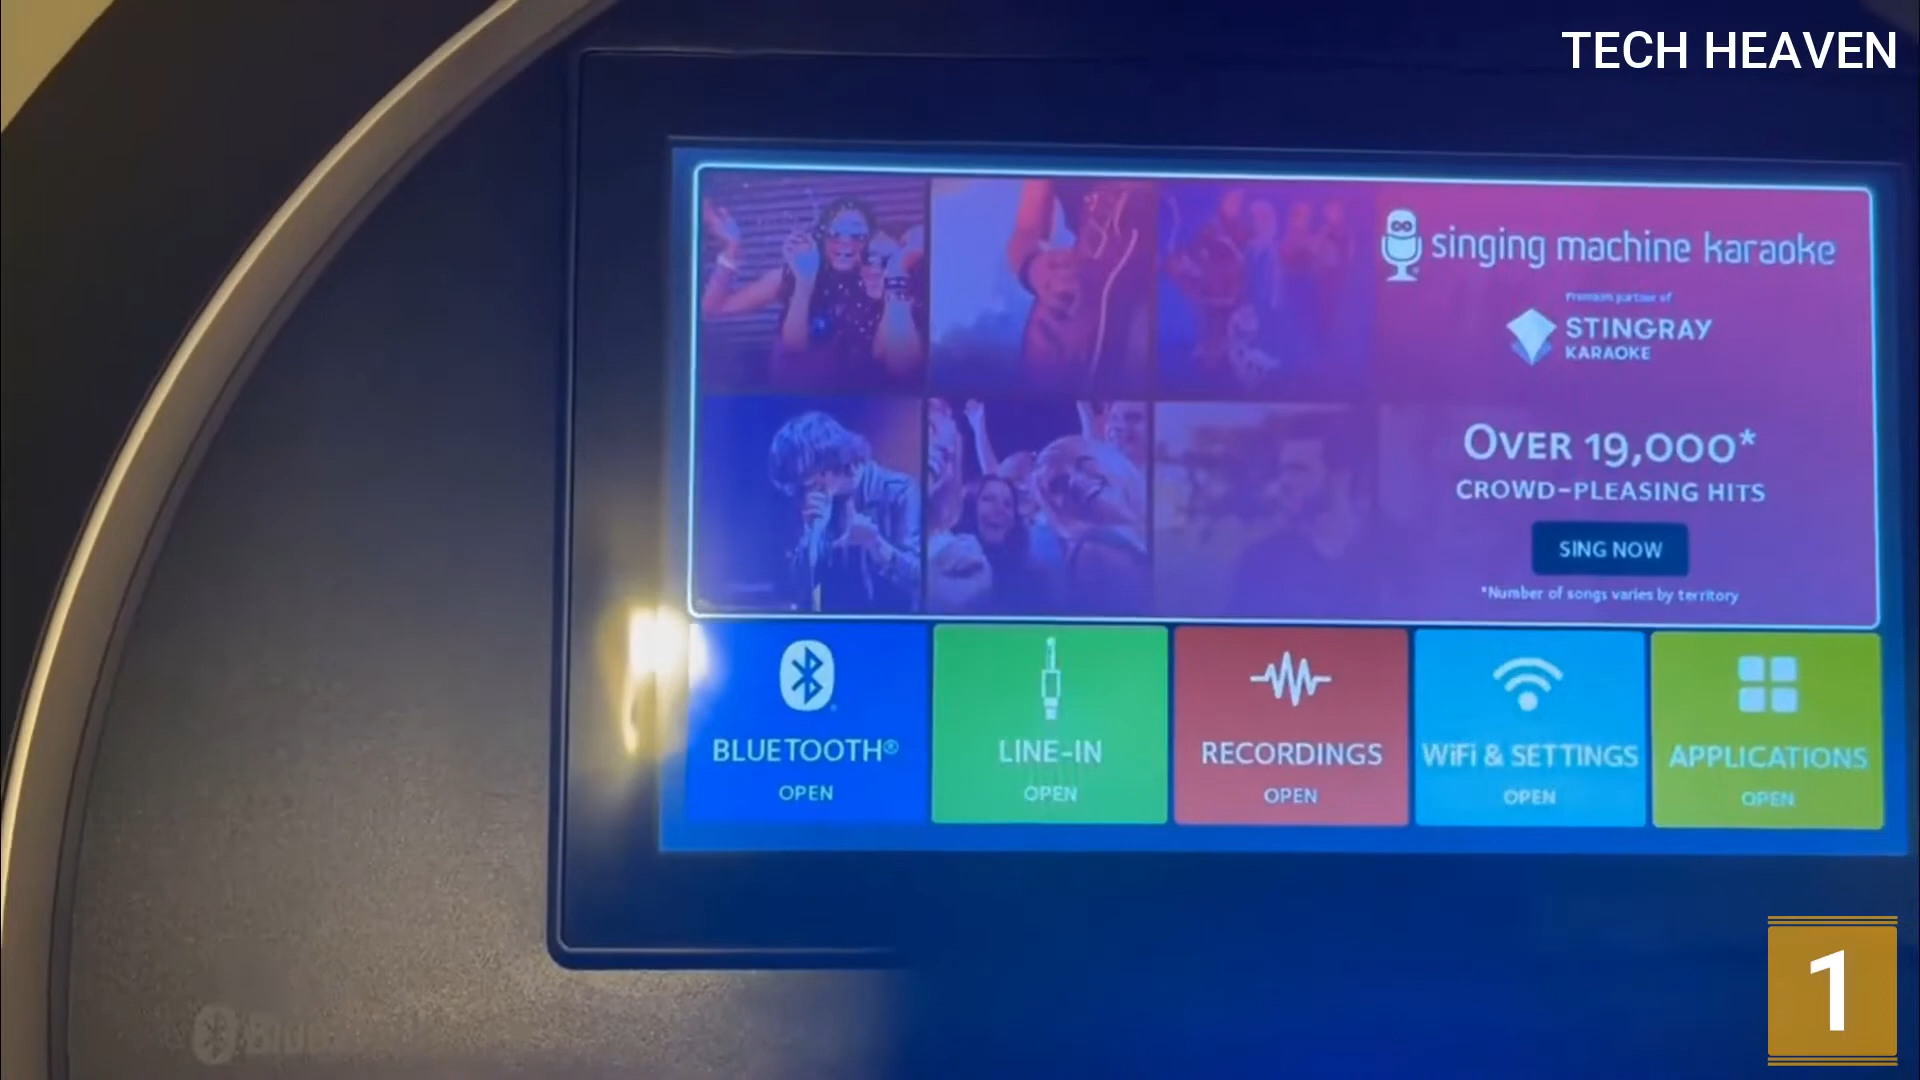 TECH HEAVEN
singing machine karaoke
Premium partner of
STINGRAY
KARAOKE
OVER 19,000*
CROWD-PLEASING HITS
SING NOW
*Number of songs varies by territory
BLUETOOTH®
OPEN
LINE-IN
OPEN
RECORDINGS
OPEN
WiFi & SETTINGS
OPEN
APPLICATIONS
OPEN
1